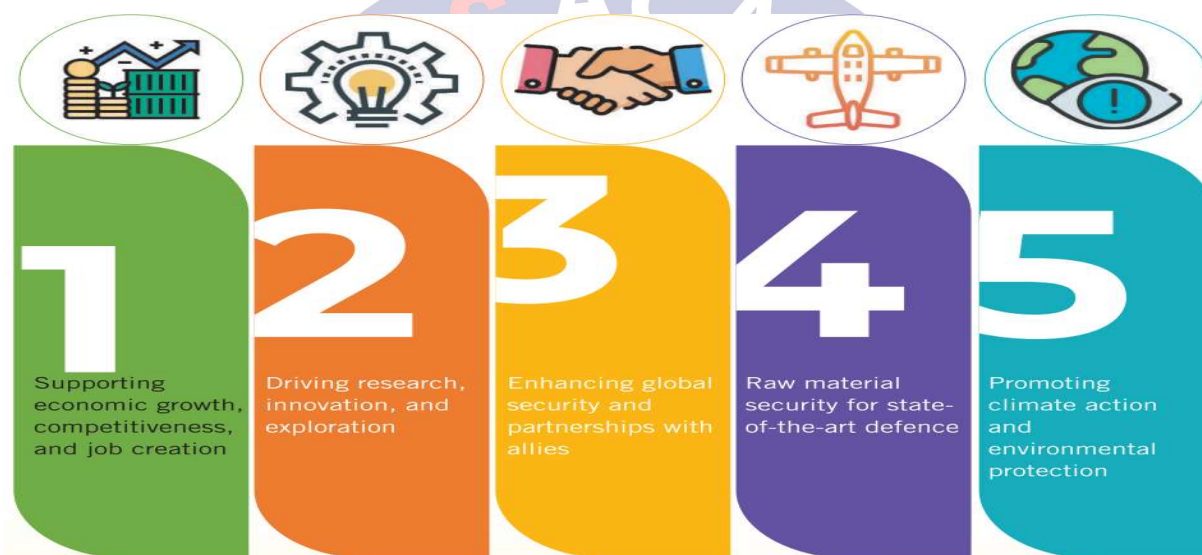 1
Supporting
economic growth,
competitiveness,
and job creation
2
Driving research,
innovation, and
exploration
3
Enhancing global
security and
partnerships with
allies
4
Raw material
security for state-
of-the-art defence
5
Promoting
climate action
and
environmental
protection